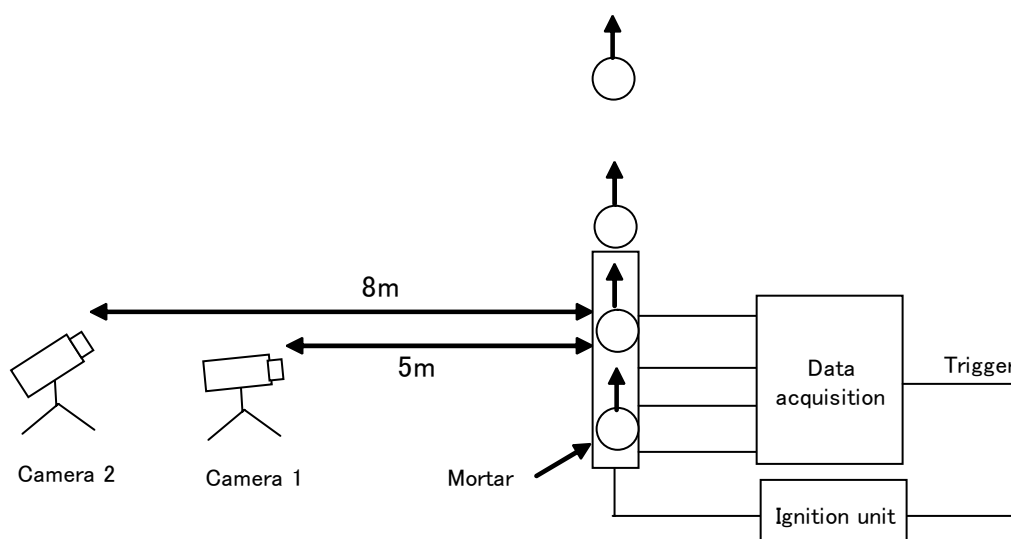 8m
5m
Data
acquisition
Trigger
Camera 2
Camera 1
Mortar
Ignition unit